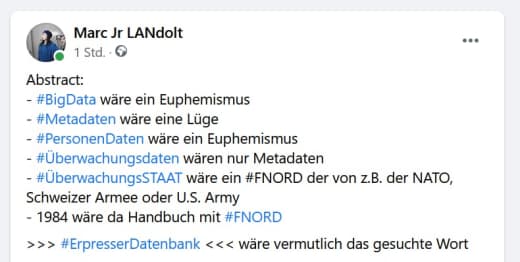 Marc Jr LANdolt
1 Std. ·
Abstract:
- #BigData wäre ein Euphemismus
- #Metadaten wäre eine Lüge
- #PersonenDaten wäre ein Euphemismus
- #Überwachungsdaten wären nur Metadaten
- #ÜberwachungsSTAAT wäre ein #FNORD der von z.B. der NATO,
Schweizer Armee oder U.S. Army
- 1984 wäre da Handbuch mit #FNORD
>>> #ErpresserDatenbank <<< wäre vermutlich das gesuchte Wort